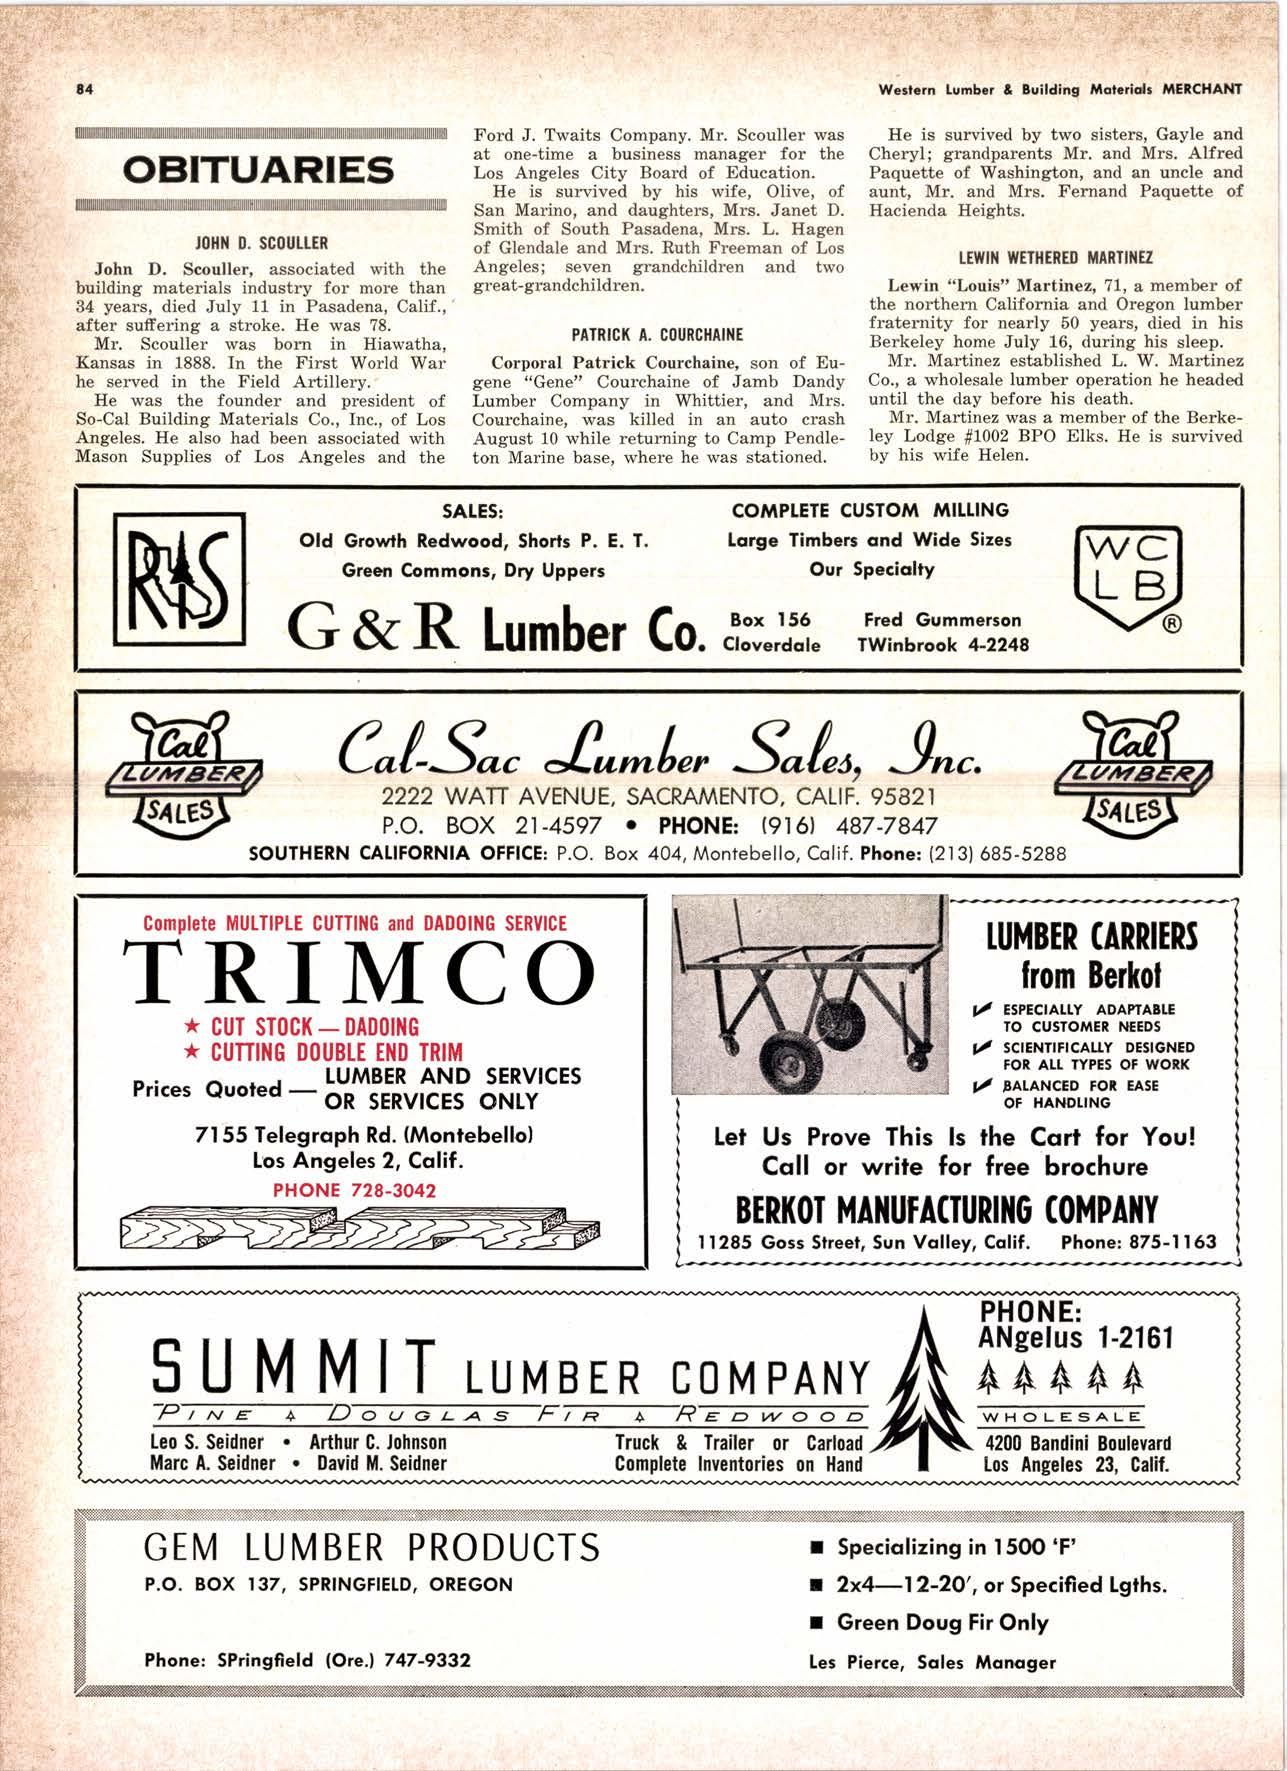 84
Western Lumber & Building Materials MERCHANT
OBITUARIES
JOHN D. SCOULLER
John D. Scouller, associated with the
building materials industry for more than
34 years, died July 11 in Pasadena, Calif.,
after suffering a stroke. He was 78.
Mr. Scouller was born in Hiawatha,
Kansas in 1888. In the First World War
he served in the Field Artillery.
He was the founder and president of
So-Cal Building Materials Co., Inc., of Los
Angeles. He also had been associated with
Mason Supplies of Los Angeles and the
Ford J. Twaits Company. Mr. Scouller was
at one-time a business manager for the
Los Angeles City Board of Education.
He is survived by his wife, Olive, of
San Marino, and daughters, Mrs. Janet D.
Smith of South Pasadena, Mrs. L. Hagen
of Glendale and Mrs. Ruth Freeman of Los
Angeles; seven grandchildren and two
great-grandchildren.
PATRICK A. COURCHAINE
Corporal Patrick Courchaine, son of Eu-
gene "Gene" Courchaine of Jamb Dandy
Lumber Company in Whittier, and Mrs.
Courchaine, was killed in an auto crash
August 10 while returning to Camp Pendle-
ton Marine base, where he was stationed.
He is survived by two sisters, Gayle and
Cheryl; grandparents Mr. and Mrs. Alfred
Paquette of Washington, and an uncle and
aunt, Mr. and Mrs. Fernand Paquette of
Hacienda Heights.
LEWIN WETHERED MARTINEZ
Lewin "Louis" Martinez, 71, a member of
the northern California and Oregon lumber
fraternity for nearly 50 years, died in his
Berkeley home July 16, during his sleep.
Mr. Martinez established L. W. Martinez
Co., a wholesale lumber operation he headed
until the day before his death.
Mr. Martinez was a member of the Berke-
ley Lodge #1002 BPO Elks. He is survived
by his wife Helen.
RIS
SALES:
Old Growth Redwood, Shorts P. E. T.
Green Commons, Dry Uppers
COMPLETE CUSTOM MILLING
Large Timbers and Wide Sizes
Our Specialty
G & R Lumber Co.
Box 156
Cloverdale
Fred Gummerson
TWinbrook 4-2248
WC
LB
®
Cal
LUMBER
SALES
Cal-Sac Lumber Sales, Inc.
2222 WATT AVENUE, SACRAMENTO, CALIF. 95821
P.O. BOX 21-4597 • PHONE: (916) 487-7847
SOUTHERN CALIFORNIA OFFICE: P.O. Box 404, Montebello, Calif. Phone: (213) 685-5288
Cal
LUMBER
SALES
Complete MULTIPLE CUTTING and DADOING SERVICE
TRIMCO
★ CUT STOCK — DADOING
★ CUTTING DOUBLE END TRIM
Prices Quoted — LUMBER AND SERVICES
OR SERVICES ONLY
7155 Telegraph Rd. (Montebello)
Los Angeles 2, Calif.
PHONE 728-3042
LUMBER CARRIERS
from Berkot
✔ ESPECIALLY ADAPTABLE
TO CUSTOMER NEEDS
✔ SCIENTIFICALLY DESIGNED
FOR ALL TYPES OF WORK
✔ BALANCED FOR EASE
OF HANDLING
Let Us Prove This Is the Cart for You!
Call or write for free brochure
BERKOT MANUFACTURING COMPANY
11285 Goss Street, Sun Valley, Calif. Phone: 875-1163
SUMMIT LUMBER COMPANY
PINE DOUGLAS FIR REDWOOD
Leo S. Seidner • Arthur C. Johnson
Marc A. Seidner • David M. Seidner
Truck & Trailer or Carload
Complete Inventories on Hand
PHONE:
ANgelus 1-2161
WHOLESALE
4200 Bandini Boulevard
Los Angeles 23, Calif.
GEM LUMBER PRODUCTS
P.O. BOX 137, SPRINGFIELD, OREGON
Phone: SPringfield (Ore.) 747-9332
■ Specializing in 1500 'F'
■ 2x4—12-20', or Specified Lgths.
■ Green Doug Fir Only
Les Pierce, Sales Manager